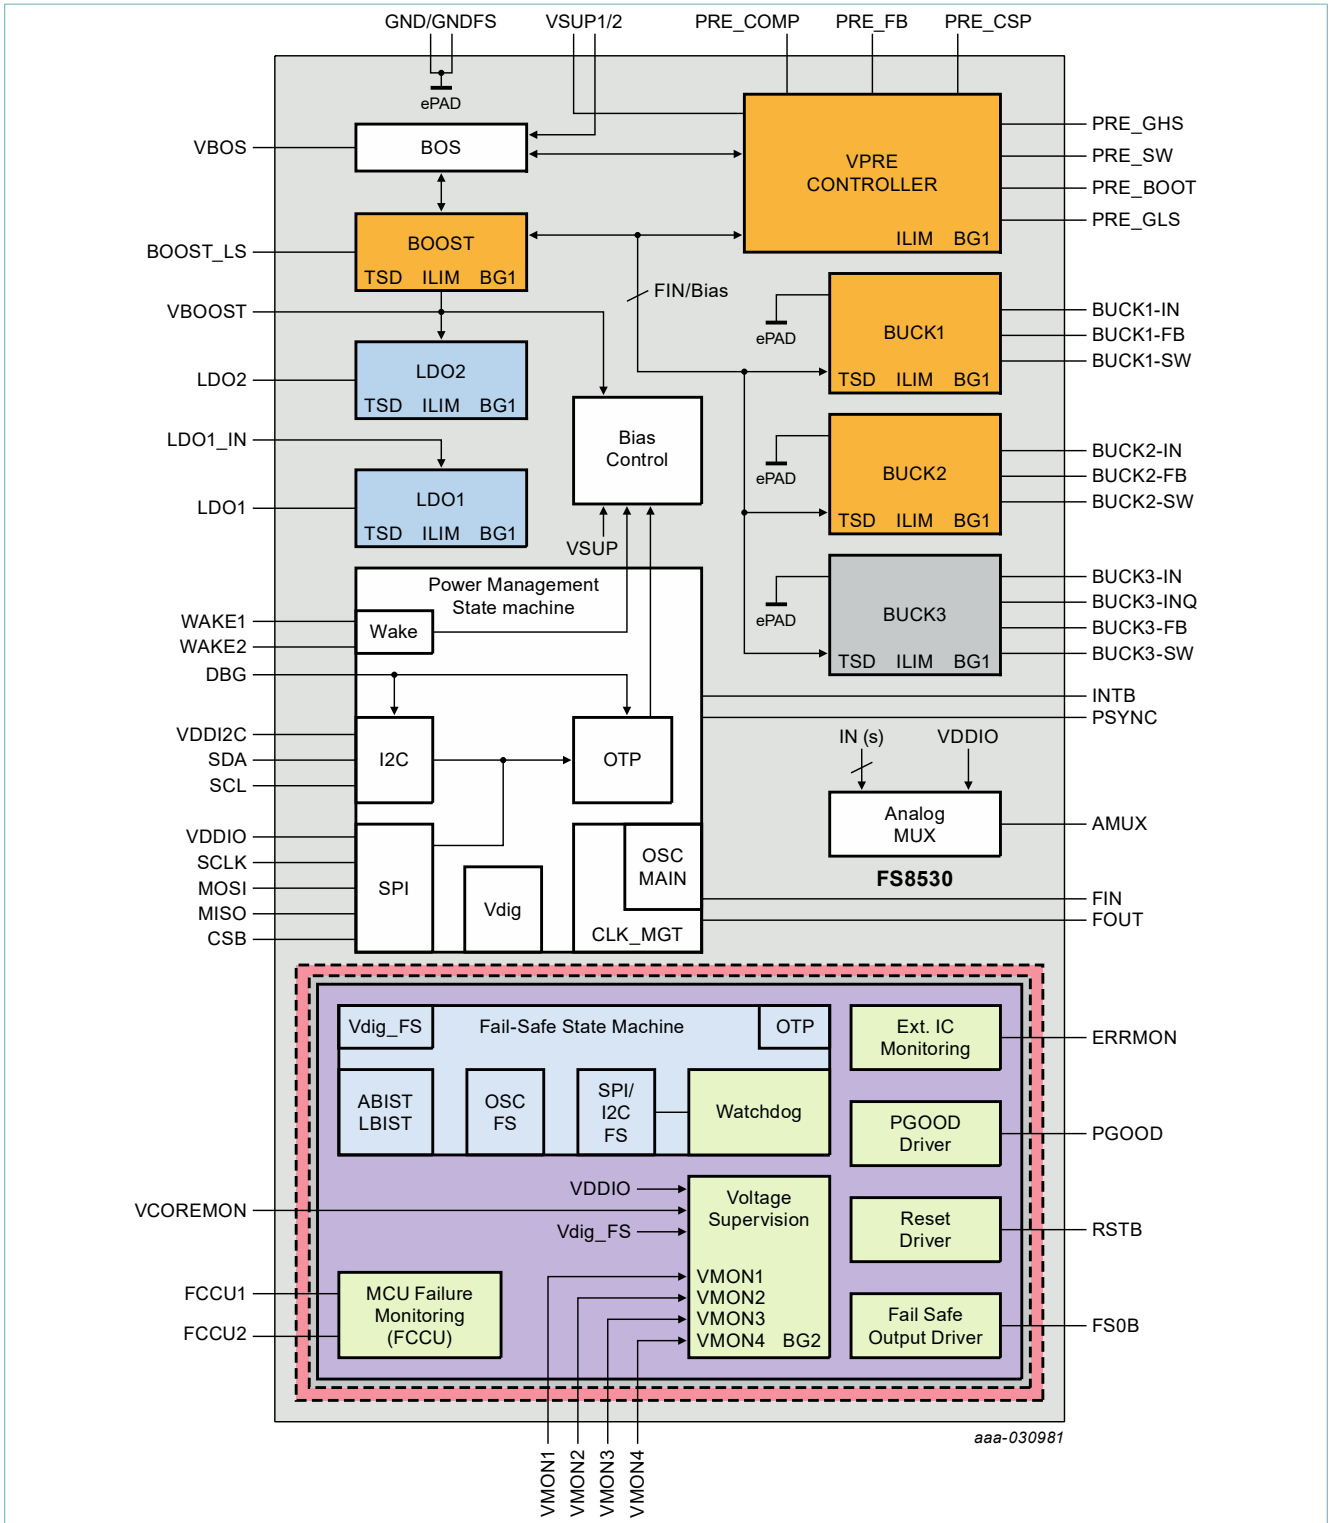 GND/GNDFS VSUP1/2 PRE_COMP PRE_FB PRE_CSP
ePAD
VBOS
BOS
VPRE
CONTROLLER
ILIM BG1
PRE_GHS
PRE_SW
PRE_BOOT
PRE_GLS
BOOST_LS
BOOST
TSD ILIM BG1
FIN/Bias
VBOOST
LDO2
LDO2
TSD ILIM BG1
LDO1_IN
LDO1
LDO1
TSD ILIM BG1
Bias
Control
VSUP
ePAD
BUCK1
TSD ILIM BG1
BUCK1-IN
BUCK1-FB
BUCK1-SW
ePAD
BUCK2
TSD ILIM BG1
BUCK2-IN
BUCK2-FB
BUCK2-SW
ePAD
BUCK3
TSD ILIM BG1
BUCK3-IN
BUCK3-INQ
BUCK3-FB
BUCK3-SW
Power Management
State machine
WAKE1
WAKE2
Wake
DBG
INTB
PSYNC
VDDI2C
SDA
SCL
I2C
OTP
IN (s) VDDIO
Analog
MUX
AMUX
FS8530
VDDIO
SCLK
MOSI
MISO
CSB
SPI
Vdig
OSC
MAIN
CLK_MGT
FIN
FOUT
Vdig_FS
Fail-Safe State Machine
OTP
Ext. IC
Monitoring
ERRMON
ABIST
LBIST
OSC
FS
SPI/
I2C
FS
Watchdog
PGOOD
Driver
PGOOD
VDDIO
VCOREMON
Vdig_FS
Voltage
Supervision
VMON1
VMON2
VMON3
VMON4 BG2
Reset
Driver
RSTB
FCCU1
FCCU2
MCU Failure
Monitoring
(FCCU)
Fail Safe
Output Driver
FS0B
VMON1
VMON2
VMON3
VMON4
aaa-030981